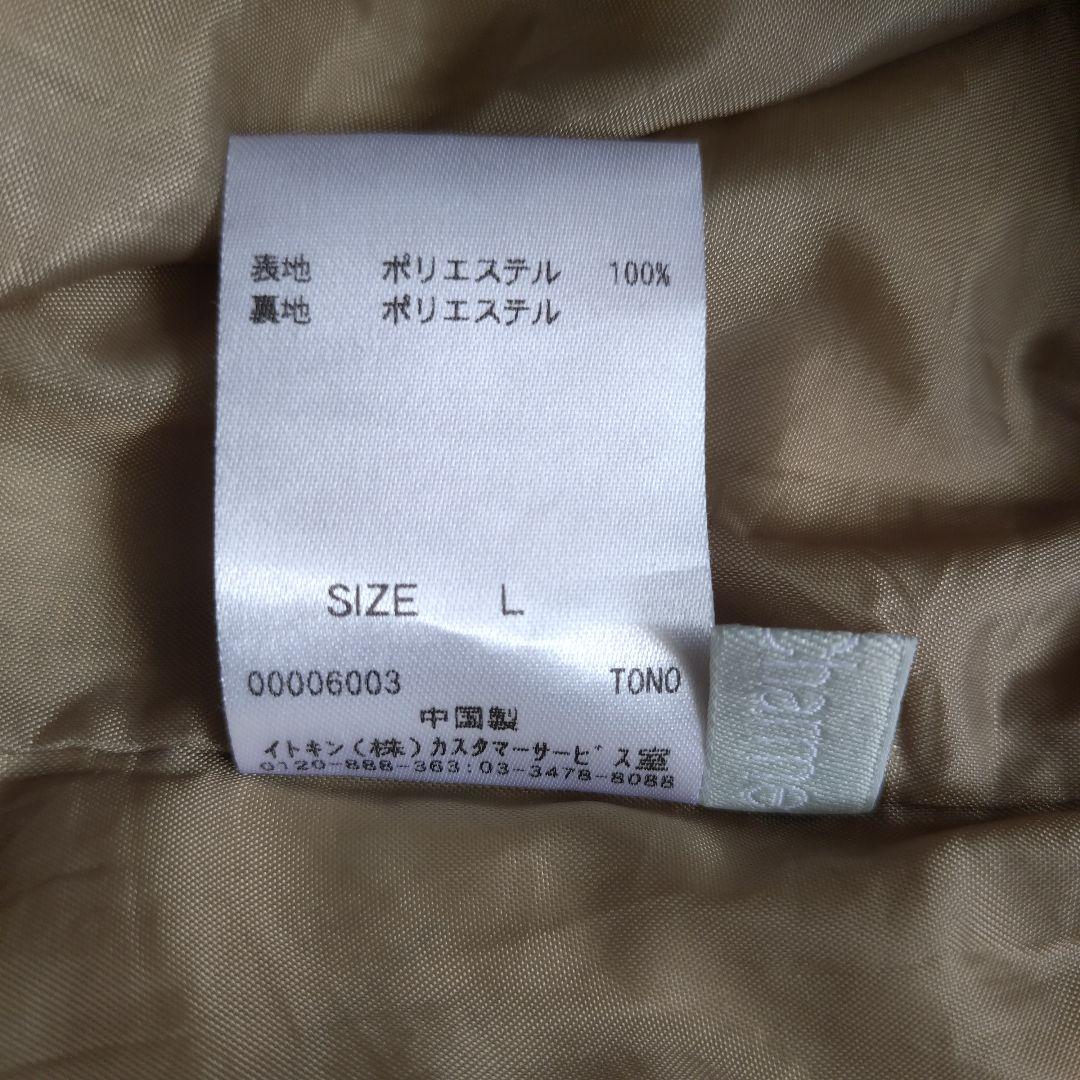 表地 ポリエステル 100%
裏地 ポリエステル
SIZE L
00006003 TONO
中国製
イトキン(株)カスタマーサービス室
0120-888-363:03-3478-8088